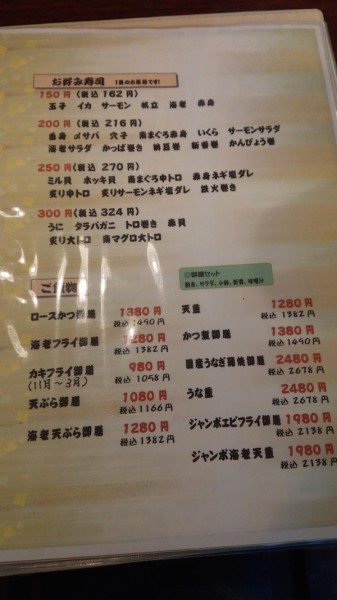 お好み寿司
150円(税込 162円)
玉子 イカ サーモン 帆立 海老 赤身
200円(税込 216円)
メサバ 穴子 南まぐろ赤身 いくら サーモンサラダ
海老サラダ かっぱ巻き 納豆巻 新香巻 かんぴょう巻
250円(税込 270円)
ミル貝 ホッキ貝 南まぐろ中トロ 赤身ネギ塩ダレ
炙り中トロ 炙りサーモンネギ塩ダレ 鉄火巻き
300円(税込324円)
うに タラバガニ トロ巻き 赤貝
炙り大トロ 南マグロ大トロ
ご飯物
ロースかつ御膳 1380円
税込 1490円
海老フライ御膳 1280円
税込 1382円
カキフライ御膳 980円
(11月〜3月) 税込 1058円
天ぷら御膳 1080円
税込1166円
海老天ぷら御膳 1280円
税込 1382円
セット
サラダ、小鉢、新香、味噌汁
天重 1280円
税込 1382円
かつ重御膳 1380円
税込 1490円
国産うなぎ蒲焼御膳 2480円
税込 2678円
うな重 2480円
税込 2678円
ジャンボエビフライ御膳 1980円
税込 2138円
ジャンボ海老天重 1980円
税込 2138円